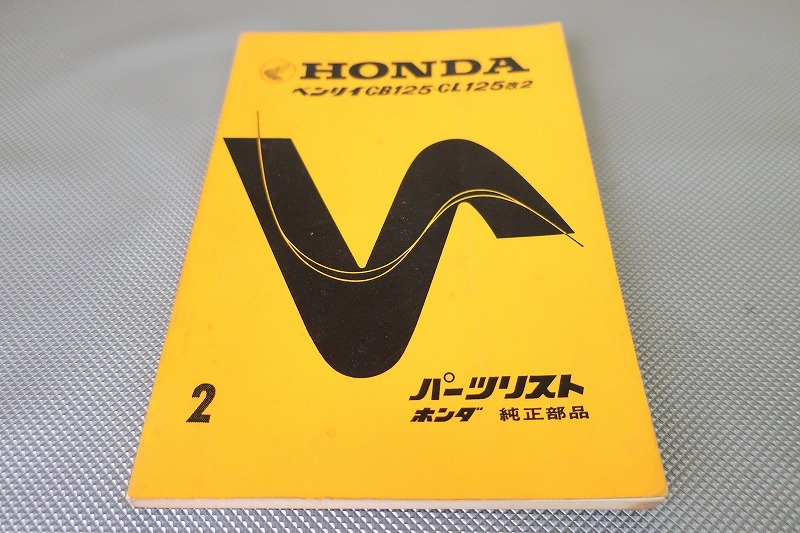 HONDA
ベンリイCB125・CL125改2
2
パーツリスト
ホンダ 純正部品